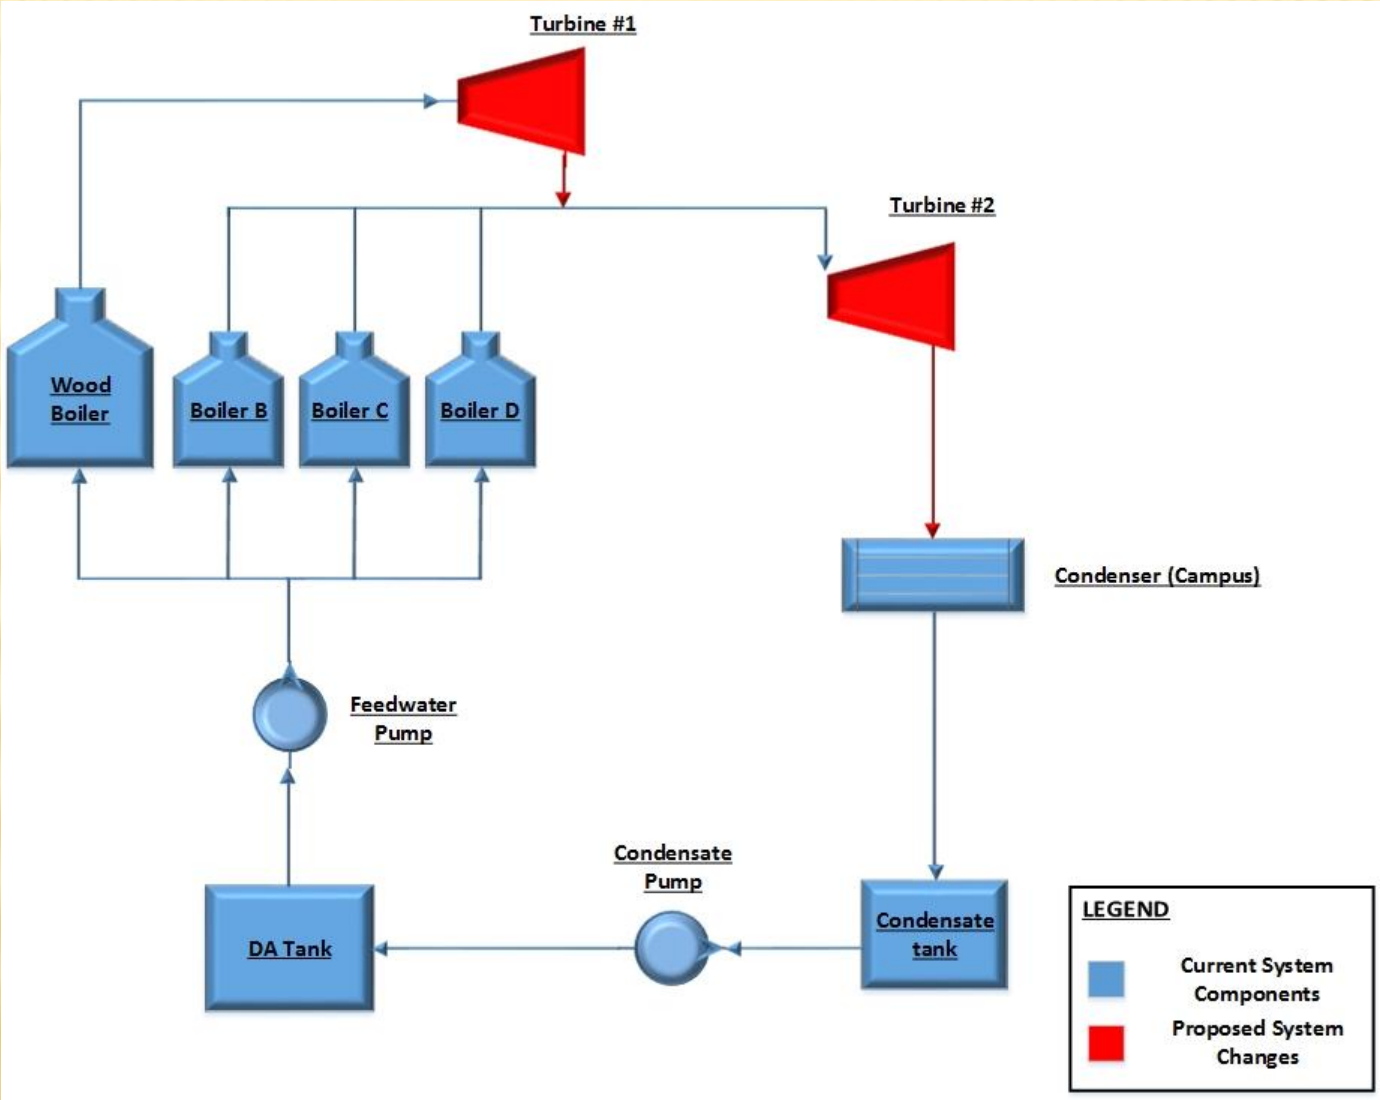 Turbine #1
Turbine #2
Wood
Boiler
Boiler B
Boiler C
Boiler D
Condenser (Campus)
Feedwater
Pump
Condensate
Pump
DA Tank
Condensate
tank
LEGEND
Current System
Components
Proposed System
Changes